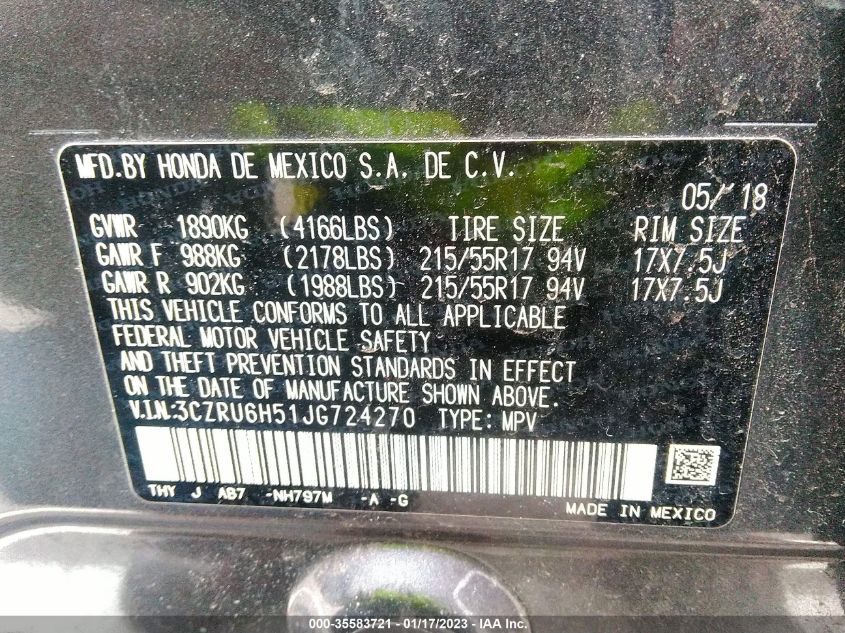 MFD.BY HONDA DE MEXICO S.A. DE C.V.
05/ 18
GVWR 1890KG (4166LBS) TIRE SIZE RIM SIZE
GAWR F 988KG (2178LBS) 215/55R17 94V 17X7.5J
GAWR R 902KG (1988LBS) 215/55R17 94V 17X7.5J
THIS VEHICLE CONFORMS TO ALL APPLICABLE
FEDERAL MOTOR VEHICLE SAFETY
AND THEFT PREVENTION STANDARDS IN EFFECT
ON THE DATE OF MANUFACTURE SHOWN ABOVE.
V.I.N:3CZRU6H51JG724270 TYPE: MPV
THY J AB7 -NH797M -A -G
MADE IN MEXICO
000-35583721 - 01/17/2023 - IAA Inc.